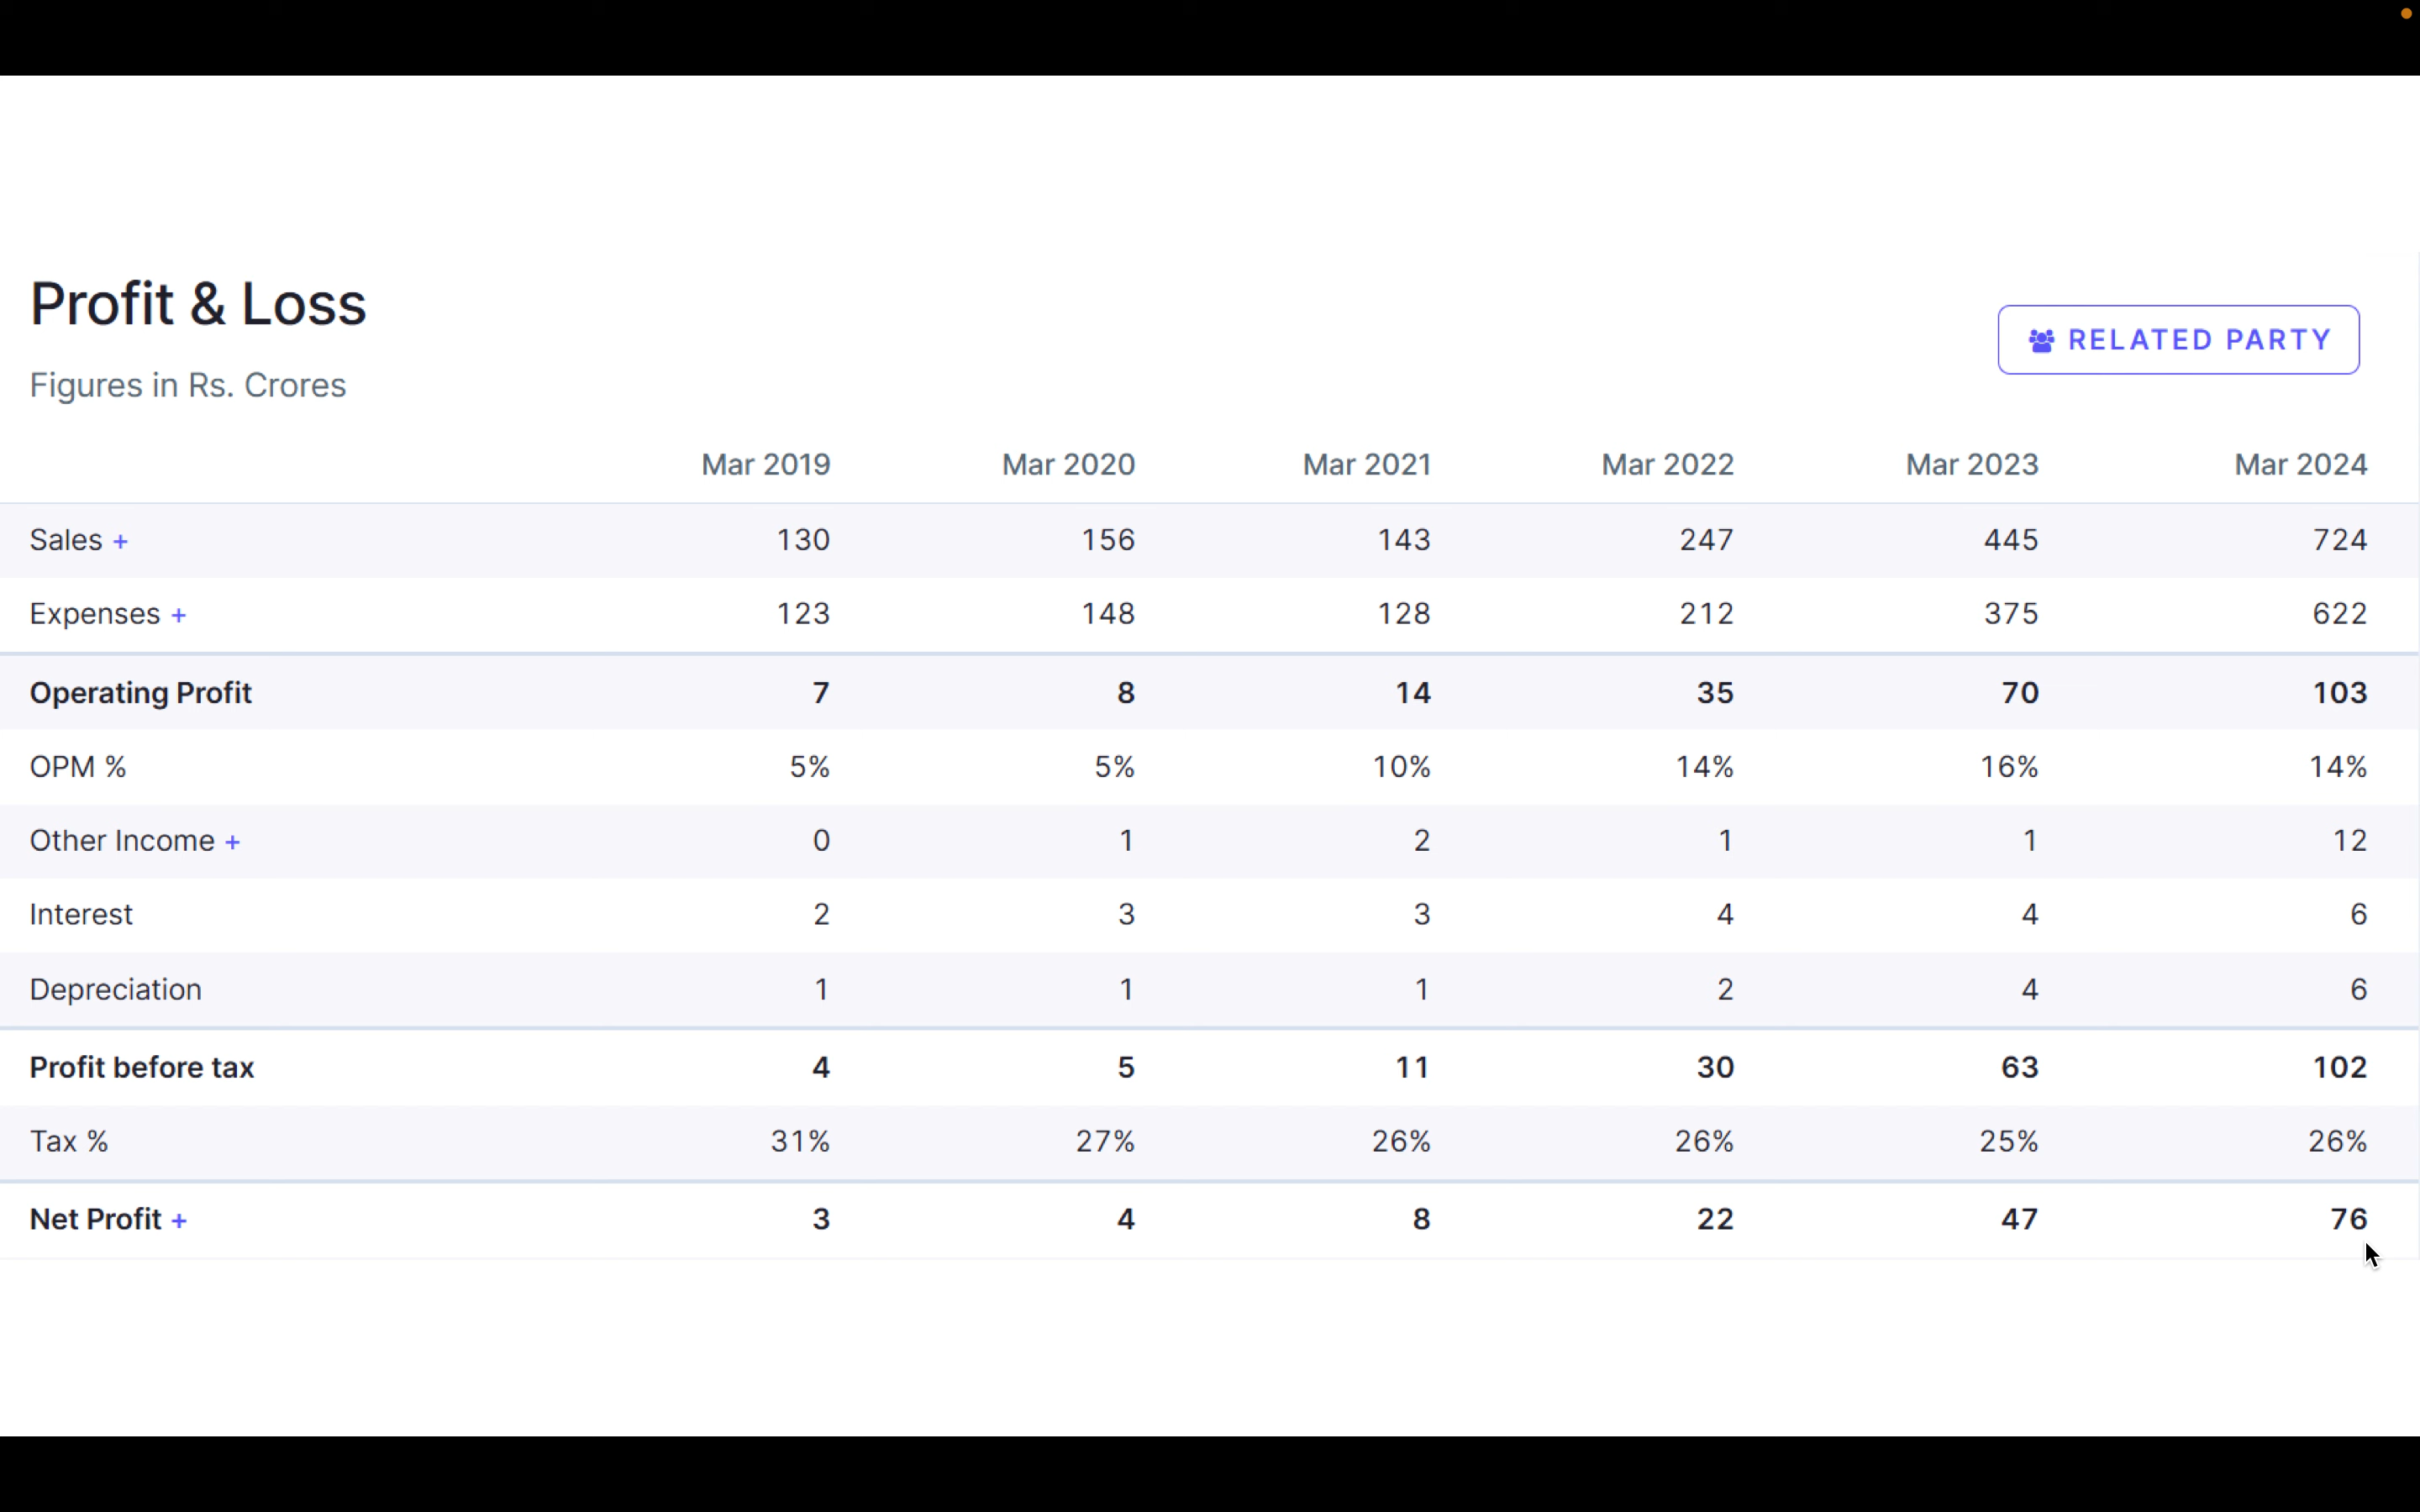 Profit & Loss
RELATED PARTY
Figures in Rs. Crores
Mar 2019 Mar 2020 Mar 2021 Mar 2022 Mar 2023 Mar 2024
Sales + 130 156 143 247 445 724
Expenses + 123 148 128 212 375 622
Operating Profit 7 8 14 35 70 103
OPM % 5% 5% 10% 14% 16% 14%
Other Income + 0 1 2 1 1 12
Interest 2 3 3 4 4 6
Depreciation 1 1 1 2 4 6
Profit before tax 4 5 11 30 63 102
Tax % 31% 27% 26% 26% 25% 26%
Net Profit + 3 4 8 22 47 76